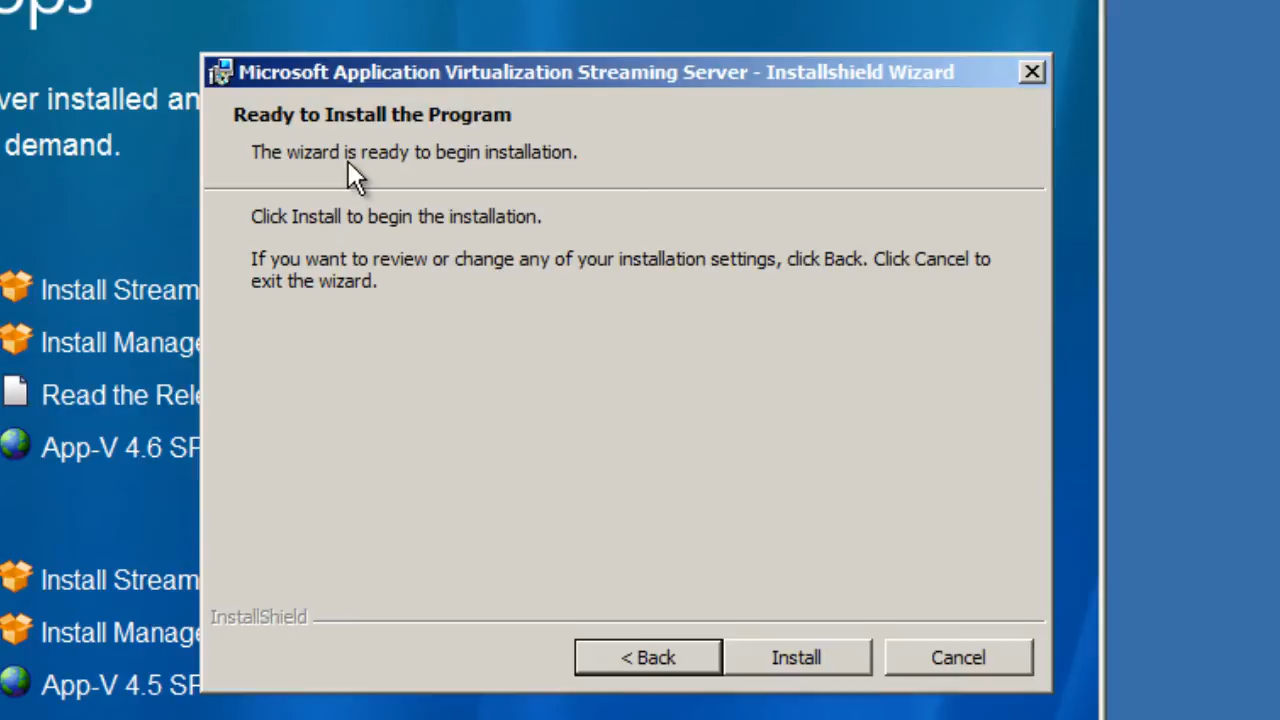 ver installed an
demand.
Install Stream
Install Manage
Read the Rele
App-V 4.6 SP
Install Stream
Install Manage
App-V 4.5 SP
Microsoft Application Virtualization Streaming Server - Installshield Wizard
Ready to Install the Program
The wizard is ready to begin installation.
Click Install to begin the installation.
If you want to review or change any of your installation settings, click Back. Click Cancel to
exit the wizard.
InstallShield
< Back
Install
Cancel